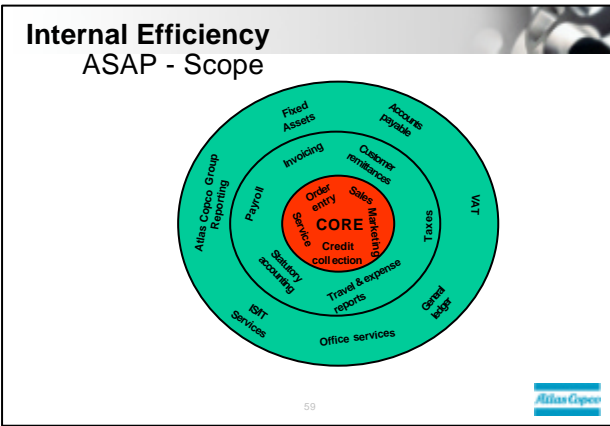 Internal Efficiency
ASAP - Scope
Fixed
Assets
Accounts
payable
Atlas Copco Group
Reporting
VAT
IS/IT
Services
Office services
General
ledger
Invoicing
Customer
remittances
Payroll
Taxes
Statutory
accounting
Travel & expense
reports
Order
entry
Sales
Service
CORE
Marketing
Credit
collection
59
Atlas Copco